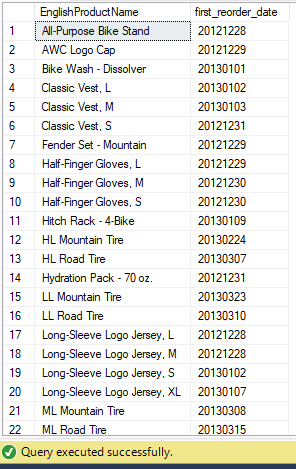 EnglishProductName first_reorder_date
1 All-Purpose Bike Stand 20121228
2 AWC Logo Cap 20121229
3 Bike Wash - Dissolver 20130101
4 Classic Vest, L 20130102
5 Classic Vest, M 20130103
6 Classic Vest, S 20121231
7 Fender Set - Mountain 20121229
8 Half-Finger Gloves, L 20121229
9 Half-Finger Gloves, M 20121230
10 Half-Finger Gloves, S 20121230
11 Hitch Rack - 4-Bike 20130109
12 HL Mountain Tire 20130224
13 HL Road Tire 20130307
14 Hydration Pack - 70 oz. 20121231
15 LL Mountain Tire 20130323
16 LL Road Tire 20130310
17 Long-Sleeve Logo Jersey, L 20121228
18 Long-Sleeve Logo Jersey, M 20121228
19 Long-Sleeve Logo Jersey, S 20130102
20 Long-Sleeve Logo Jersey, XL 20130107
21 ML Mountain Tire 20130308
22 ML Road Tire 20130315
Query executed successfully.